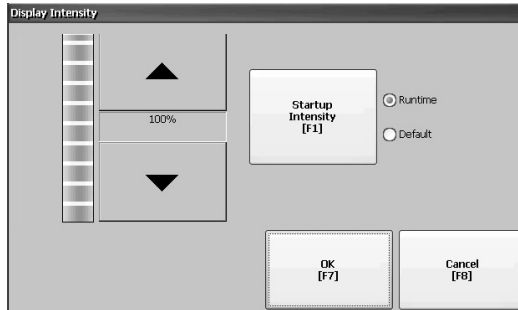 Display Intensity
100%
Startup
Intensity
[F1]
Runtime
Default
OK
[F7]
Cancel
[F8]